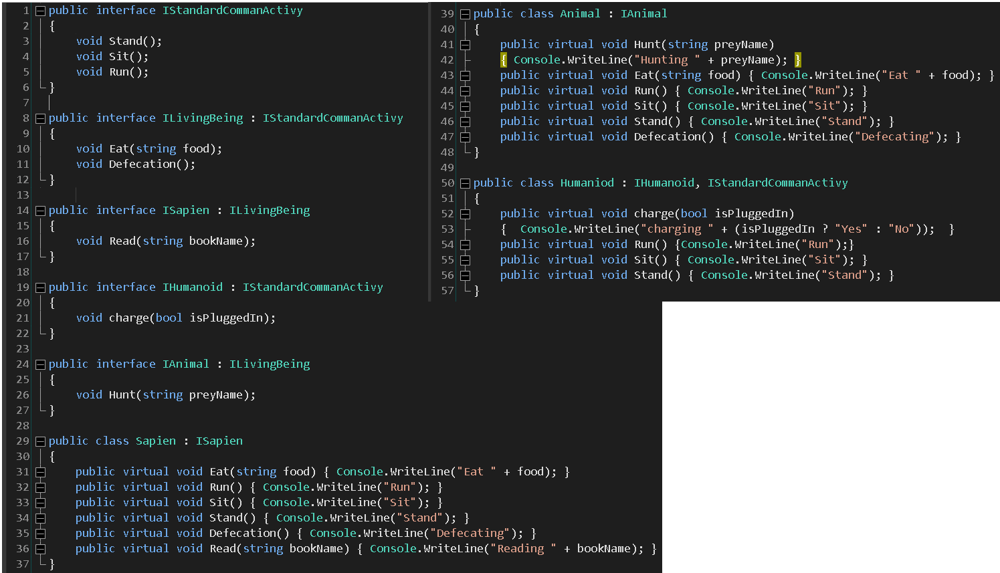 1 public interface IStandardCommanActivy
2 {
3 void Stand();
4 void Sit();
5 void Run();
6 }
7
8 public interface ILivingBeing : IStandardCommanActivy
9 {
10 void Eat(string food);
11 void Defecation();
12 }
13
14 public interface ISapien : ILivingBeing
15 {
16 void Read(string bookName);
17 }
18
19 public interface IHumanoid : IStandardCommanActivy
20 {
21 void charge(bool isPluggedIn);
22 }
23
24 public interface IAnimal : ILivingBeing
25 {
26 void Hunt(string preyName);
27 }
28
29 public class Sapien : ISapien
30 {
31 public virtual void Eat(string food) { Console.WriteLine("Eat " + food); }
32 public virtual void Run() { Console.WriteLine("Run"); }
33 public virtual void Sit() { Console.WriteLine("Sit"); }
34 public virtual void Stand() { Console.WriteLine("Stand"); }
35 public virtual void Defecation() { Console.WriteLine("Defecating"); }
36 public virtual void Read(string bookName) { Console.WriteLine("Reading " + bookName); }
37 }
39 public class Animal : IAnimal
40 {
41 public virtual void Hunt(string preyName)
42 { Console.WriteLine("Hunting " + preyName); }
43 public virtual void Eat(string food) { Console.WriteLine("Eat " + food); }
44 public virtual void Run() { Console.WriteLine("Run"); }
45 public virtual void Sit() { Console.WriteLine("Sit"); }
46 public virtual void Stand() { Console.WriteLine("Stand"); }
47 public virtual void Defecation() { Console.WriteLine("Defecating"); }
48 }
49
50 public class Humaniod : IHumanoid, IStandardCommanActivy
51 {
52 public virtual void charge(bool isPluggedIn)
53 { Console.WriteLine("charging " + (isPluggedIn ? "Yes" : "No")); }
54 public virtual void Run() {Console.WriteLine("Run");}
55 public virtual void Sit() { Console.WriteLine("Sit"); }
56 public virtual void Stand() { Console.WriteLine("Stand"); }
57 }